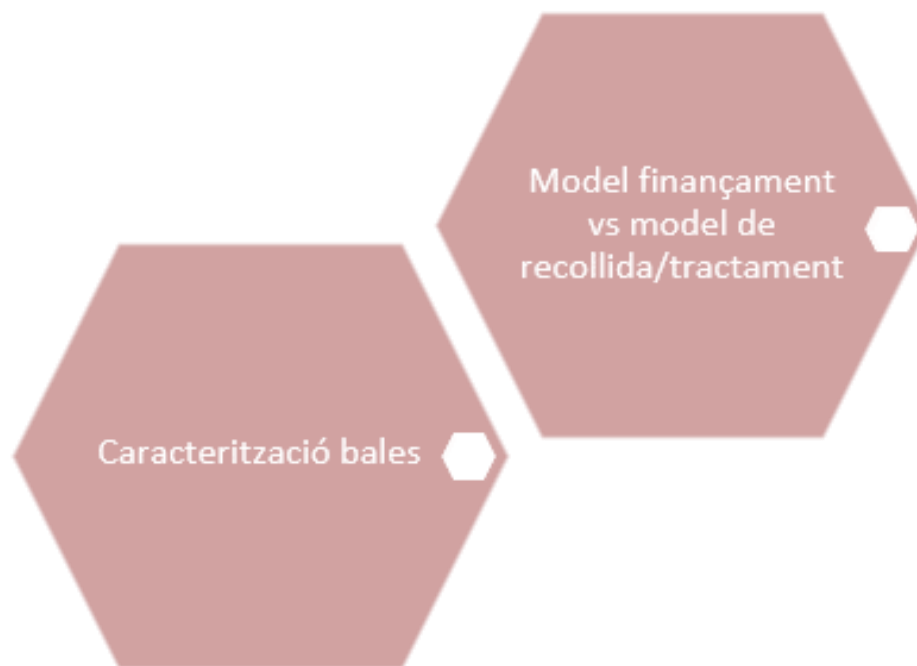 Model finançament
vs model de
recollida/tractament
Caracterització bales